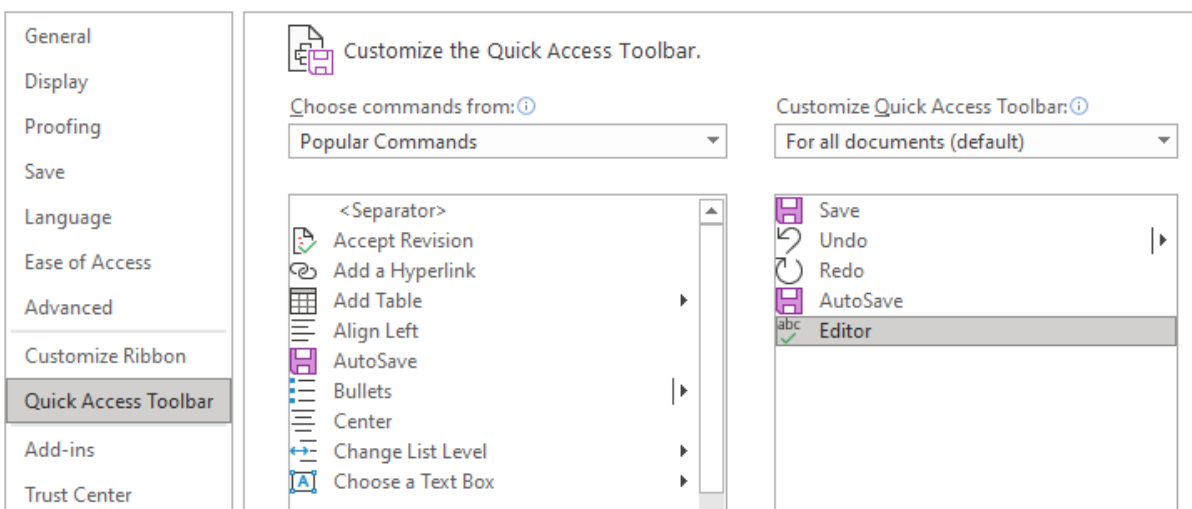 General
Display
Proofing
Save
Language
Ease of Access
Advanced
Customize Ribbon
Quick Access Toolbar
Add-ins
Trust Center
Customize the Quick Access Toolbar.
Choose commands from:
Popular Commands
<Separator>
Accept Revision
Add a Hyperlink
Add Table
Align Left
AutoSave
Bullets
Center
Change List Level
Choose a Text Box
Customize Quick Access Toolbar:
For all documents (default)
Save
Undo
Redo
AutoSave
abc
Editor